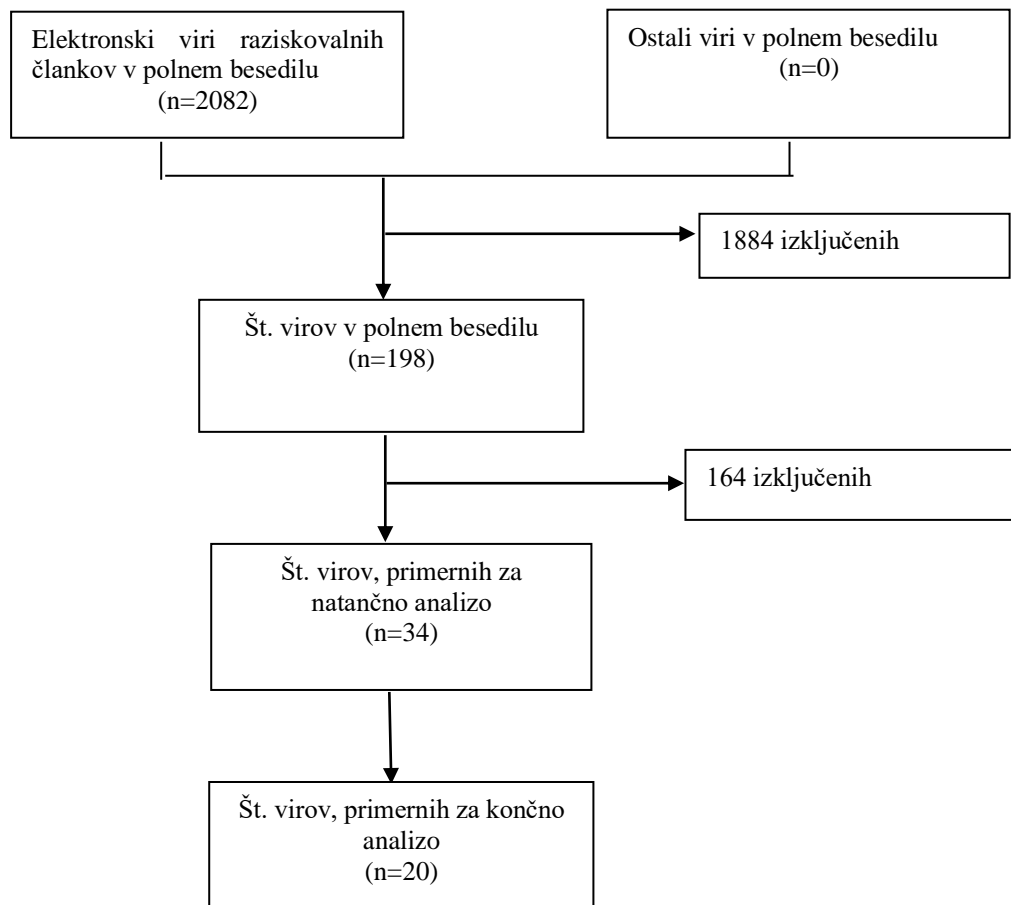 Elektronski viri raziskovalnih
člankov v polnem besedilu
(n=2082)
Ostali viri v polnem besedilu
(n=0)
1884 izključenih
Št. virov v polnem besedilu
(n=198)
164 izključenih
Št. virov, primernih za
natančno analizo
(n=34)
Št. virov, primernih za končno
analizo
(n=20)